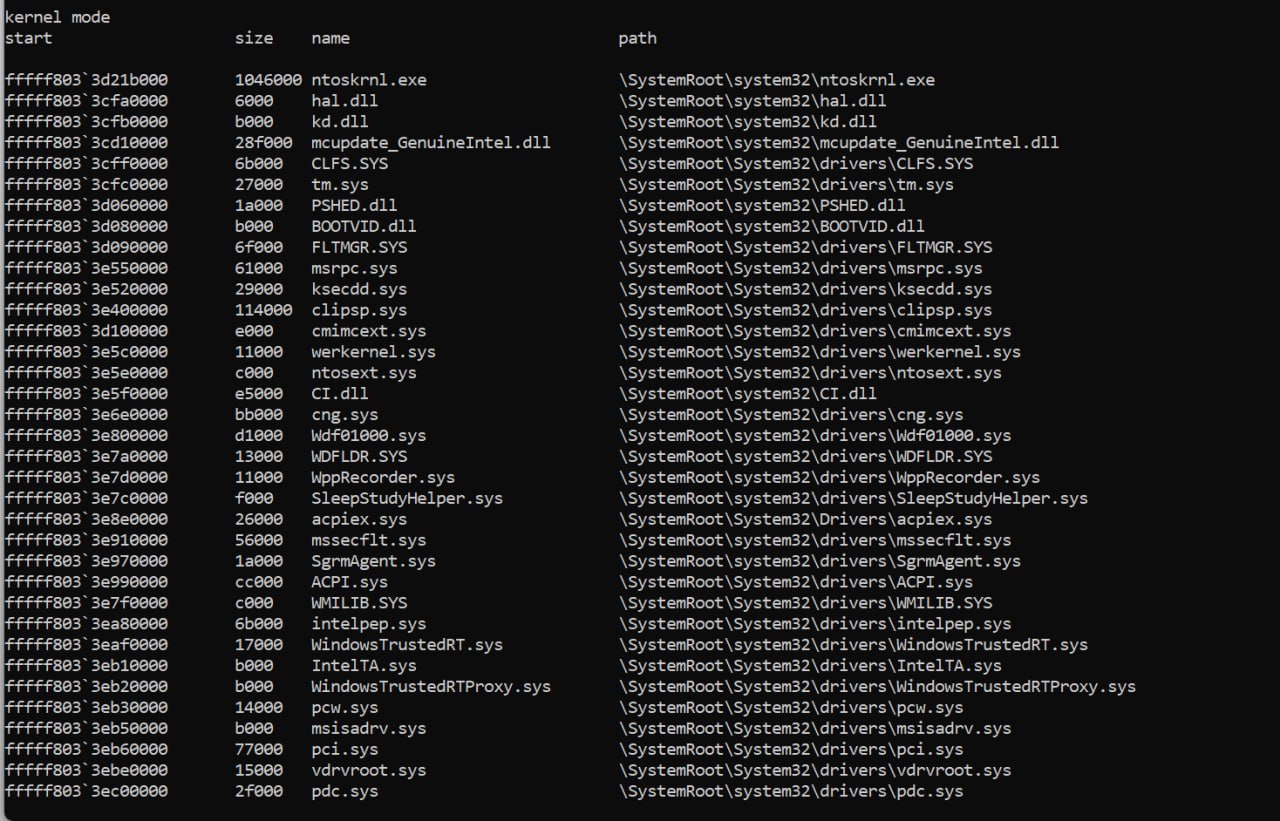 kernel mode
start size name path
fffff803`3d21b000 1046000 ntoskrnl.exe \SystemRoot\system32\ntoskrnl.exe
fffff803`3cfa0000 6000 hal.dll \SystemRoot\system32\hal.dll
fffff803`3cfb0000 b000 kd.dll \SystemRoot\system32\kd.dll
fffff803`3cd10000 28f000 mcupdate_GenuineIntel.dll \SystemRoot\system32\mcupdate_GenuineIntel.dll
fffff803`3cff0000 6b000 CLFS.SYS \SystemRoot\System32\drivers\CLFS.SYS
fffff803`3cfc0000 27000 tm.sys \SystemRoot\System32\drivers\tm.sys
fffff803`3d060000 1a000 PSHED.dll \SystemRoot\system32\PSHED.dll
fffff803`3d080000 b000 BOOTVID.dll \SystemRoot\system32\BOOTVID.dll
fffff803`3d090000 6f000 FLTMGR.SYS \SystemRoot\System32\drivers\FLTMGR.SYS
fffff803`3e550000 61000 msrpc.sys \SystemRoot\System32\drivers\msrpc.sys
fffff803`3e520000 29000 ksecdd.sys \SystemRoot\System32\drivers\ksecdd.sys
fffff803`3e400000 114000 clipsp.sys \SystemRoot\System32\drivers\clipsp.sys
fffff803`3d100000 e000 cmimcext.sys \SystemRoot\System32\drivers\cmimcext.sys
fffff803`3e5c0000 11000 werkernel.sys \SystemRoot\System32\drivers\werkernel.sys
fffff803`3e5e0000 c000 ntosext.sys \SystemRoot\System32\drivers\ntosext.sys
fffff803`3e5f0000 e5000 CI.dll \SystemRoot\system32\CI.dll
fffff803`3e6e0000 bb000 cng.sys \SystemRoot\System32\drivers\cng.sys
fffff803`3e800000 d1000 Wdf01000.sys \SystemRoot\system32\drivers\Wdf01000.sys
fffff803`3e7a0000 13000 WDFLDR.SYS \SystemRoot\system32\drivers\WDFLDR.SYS
fffff803`3e7d0000 11000 WppRecorder.sys \SystemRoot\system32\drivers\WppRecorder.sys
fffff803`3e7c0000 f000 SleepStudyHelper.sys \SystemRoot\system32\drivers\SleepStudyHelper.sys
fffff803`3e8e0000 26000 acpiex.sys \SystemRoot\System32\Drivers\acpiex.sys
fffff803`3e910000 56000 mssecflt.sys \SystemRoot\system32\drivers\mssecflt.sys
fffff803`3e970000 1a000 SgrmAgent.sys \SystemRoot\system32\drivers\SgrmAgent.sys
fffff803`3e990000 cc000 ACPI.sys \SystemRoot\System32\drivers\ACPI.sys
fffff803`3e7f0000 c000 WMILIB.SYS \SystemRoot\System32\drivers\WMILIB.SYS
fffff803`3ea80000 6b000 intelpep.sys \SystemRoot\System32\drivers\intelpep.sys
fffff803`3eaf0000 17000 WindowsTrustedRT.sys \SystemRoot\system32\drivers\WindowsTrustedRT.sys
fffff803`3eb10000 b000 IntelTA.sys \SystemRoot\System32\drivers\IntelTA.sys
fffff803`3eb20000 b000 WindowsTrustedRTProxy.sys \SystemRoot\System32\drivers\WindowsTrustedRTProxy.sys
fffff803`3eb30000 14000 pcw.sys \SystemRoot\System32\drivers\pcw.sys
fffff803`3eb50000 b000 msisadrv.sys \SystemRoot\System32\drivers\msisadrv.sys
fffff803`3eb60000 77000 pci.sys \SystemRoot\System32\drivers\pci.sys
fffff803`3ebe0000 15000 vdrvroot.sys \SystemRoot\System32\drivers\vdrvroot.sys
fffff803`3ec00000 2f000 pdc.sys \SystemRoot\system32\drivers\pdc.sys